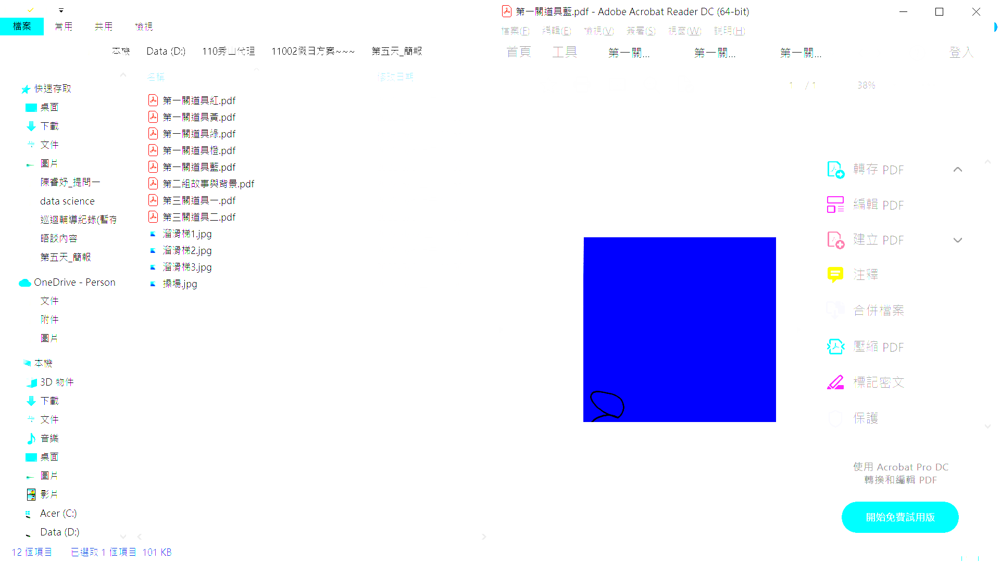 檔案 常用 共用 檢視
本機 Data (D:) 110秀山代理 11002假日方案~~~ 第五天_簡報
名稱 修改日期
快速存取
桌面
下載
文件
圖片
陳睿妤_提問一
data science
巡迴輔導紀錄(暫存
晤談內容
第五天_簡報
OneDrive - Person
文件
附件
圖片
本機
3D 物件
下載
文件
音樂
桌面
圖片
影片
Acer (C:)
Data (D:)
第一關道具紅.pdf
第一關道具黃.pdf
第一關道具綠.pdf
第一關道具橙.pdf
第一關道具藍.pdf
第二組故事與背景.pdf
第三關道具一.pdf
第三關道具二.pdf
溜滑梯1.jpg
溜滑梯2.jpg
溜滑梯3.jpg
操場.jpg
12 個項目 已選取 1 個項目 101 KB
第一關道具藍.pdf - Adobe Acrobat Reader DC (64-bit)
檔案(F) 編輯(E) 檢視(V) 簽署(S) 視窗(W) 說明(H)
首頁 工具 第一關... 第一關... 第一關... 登入
1 / 1 38%
轉存 PDF
編輯 PDF
建立 PDF
注釋
合併檔案
壓縮 PDF
標記密文
保護
使用 Acrobat Pro DC
轉換和編輯 PDF
開始免費試用版